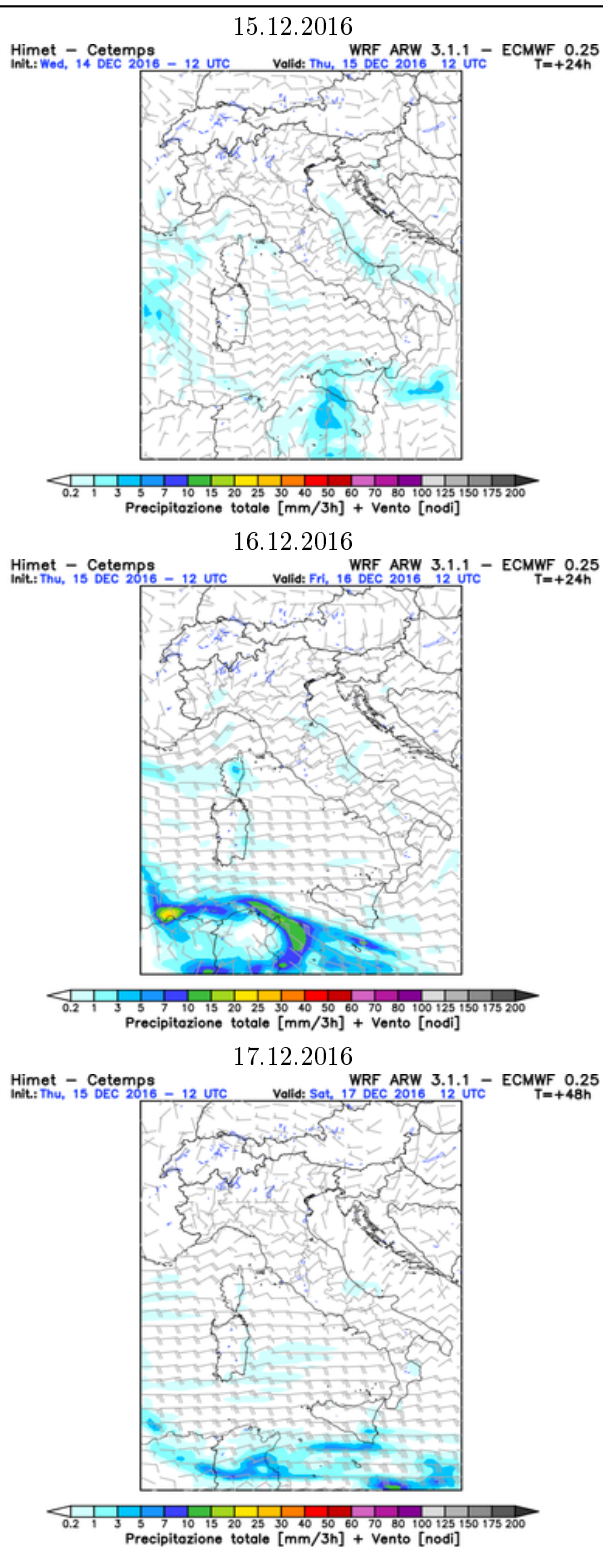 15.12.2016
Himet – Cetemps WRF ARW 3.1.1 – ECMWF 0.25
Init.: Wed, 14 DEC 2016 – 12 UTC Valid: Thu, 15 DEC 2016 12 UTC T=+24h
0.2 1 3 5 7 10 15 20 25 30 40 50 60 70 80 100 125 150 175 200
Precipitazione totale [mm/3h] + Vento [nodi]
16.12.2016
Himet – Cetemps WRF ARW 3.1.1 – ECMWF 0.25
Init.: Thu, 15 DEC 2016 – 12 UTC Valid: Fri, 16 DEC 2016 12 UTC T=+24h
0.2 1 3 5 7 10 15 20 25 30 40 50 60 70 80 100 125 150 175 200
Precipitazione totale [mm/3h] + Vento [nodi]
17.12.2016
Himet – Cetemps WRF ARW 3.1.1 – ECMWF 0.25
Init.: Thu, 15 DEC 2016 – 12 UTC Valid: Sat, 17 DEC 2016 12 UTC T=+48h
0.2 1 3 5 7 10 15 20 25 30 40 50 60 70 80 100 125 150 175 200
Precipitazione totale [mm/3h] + Vento [nodi]